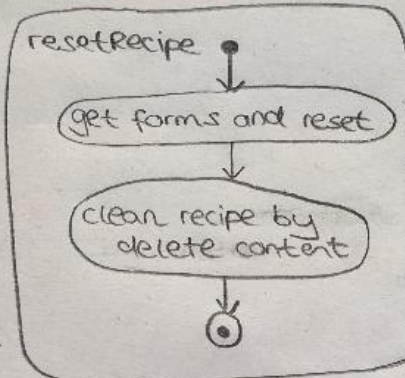 resetRecipe
get forms and reset
clean recipe by
delete content